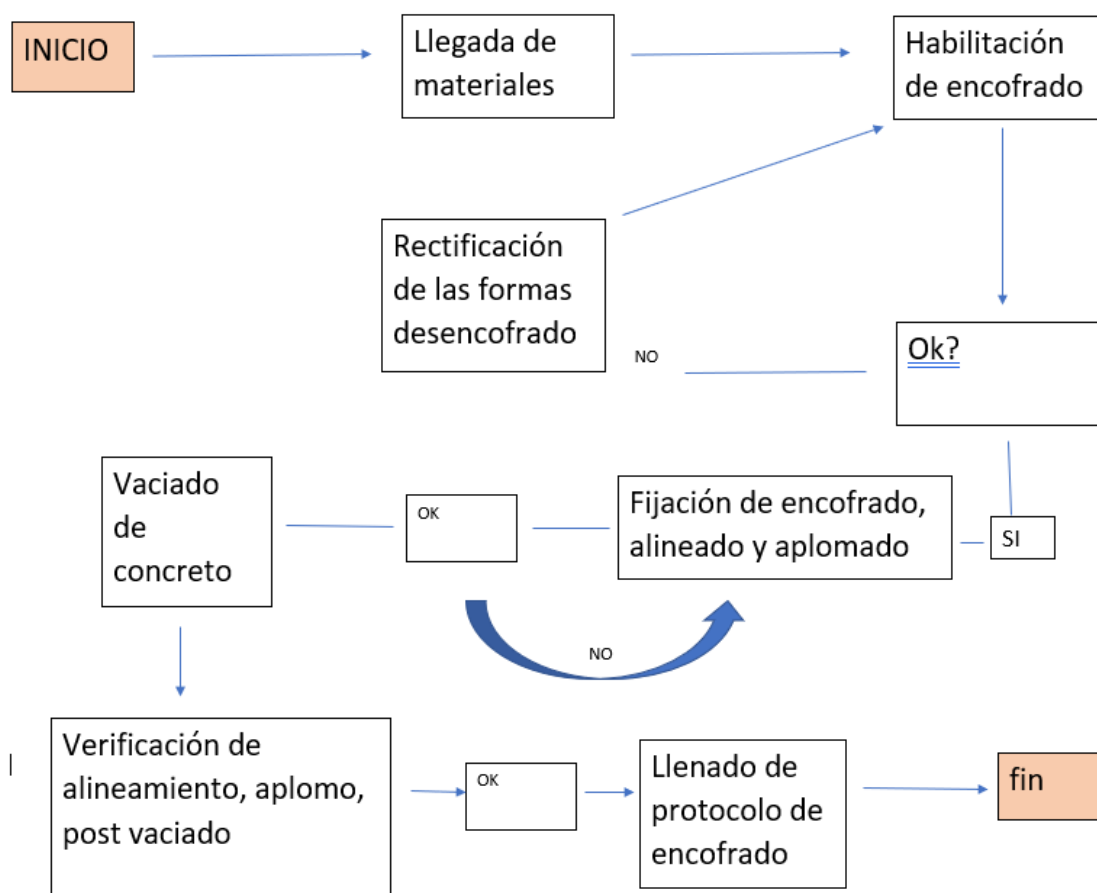 INICIO
Llegada de
materiales
Habilitación
de encofrado
Rectificación
de las formas
desencofrado
NO
Ok?
Vaciado
de
concreto
OK
Fijación de encofrado,
alineado y aplomado
SI
NO
Verificación de
alineamiento, aplomo,
post vaciado
OK
Llenado de
protocolo de
encofrado
fin